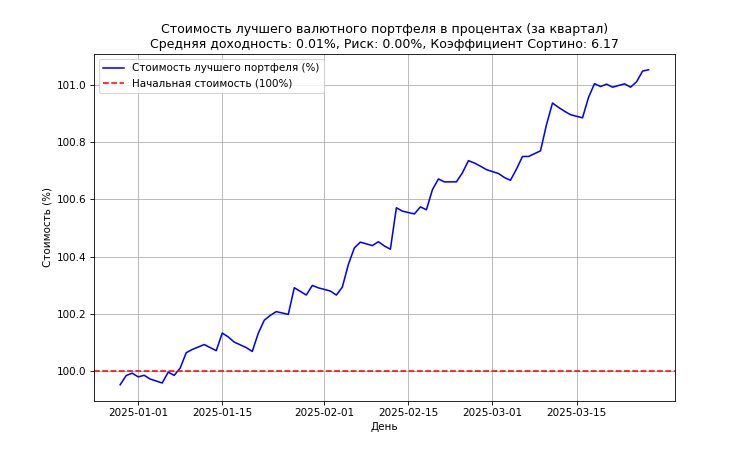 Стоимость лучшего валютного портфеля в процентах (за квартал)
Средняя доходность: 0.01%, Риск: 0.00%, Коэффициент Сортино: 6.17
Стоимость лучшего портфеля (%)
Начальная стоимость (100%)
Стоимость (%)
101.0
100.8
100.6
100.4
100.2
100.0
2025-01-01
2025-01-15
2025-02-01
2025-02-15
2025-03-01
2025-03-15
День